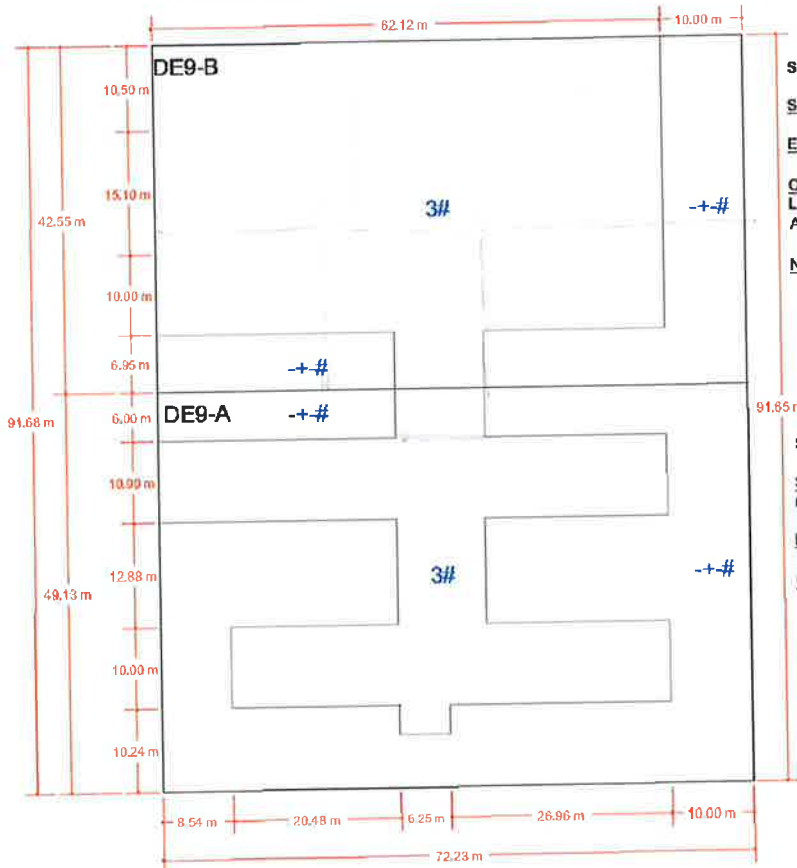 62.12 m
10.00 m
DE9-B
S
10.50 m
S
E
15.10 m
3#
-+-#
C
L
A
42.55 m
N
10.00 m
6.95 m
-+-#
DE9-A
-+-#
6.00 m
91.68 m
91.65 m
10.99 m
12.88 m
3#
-+-#
49.13 m
10.00 m
10.24 m
8.54 m
20.48 m
6.25 m
26.96 m
10.00 m
72.23 m